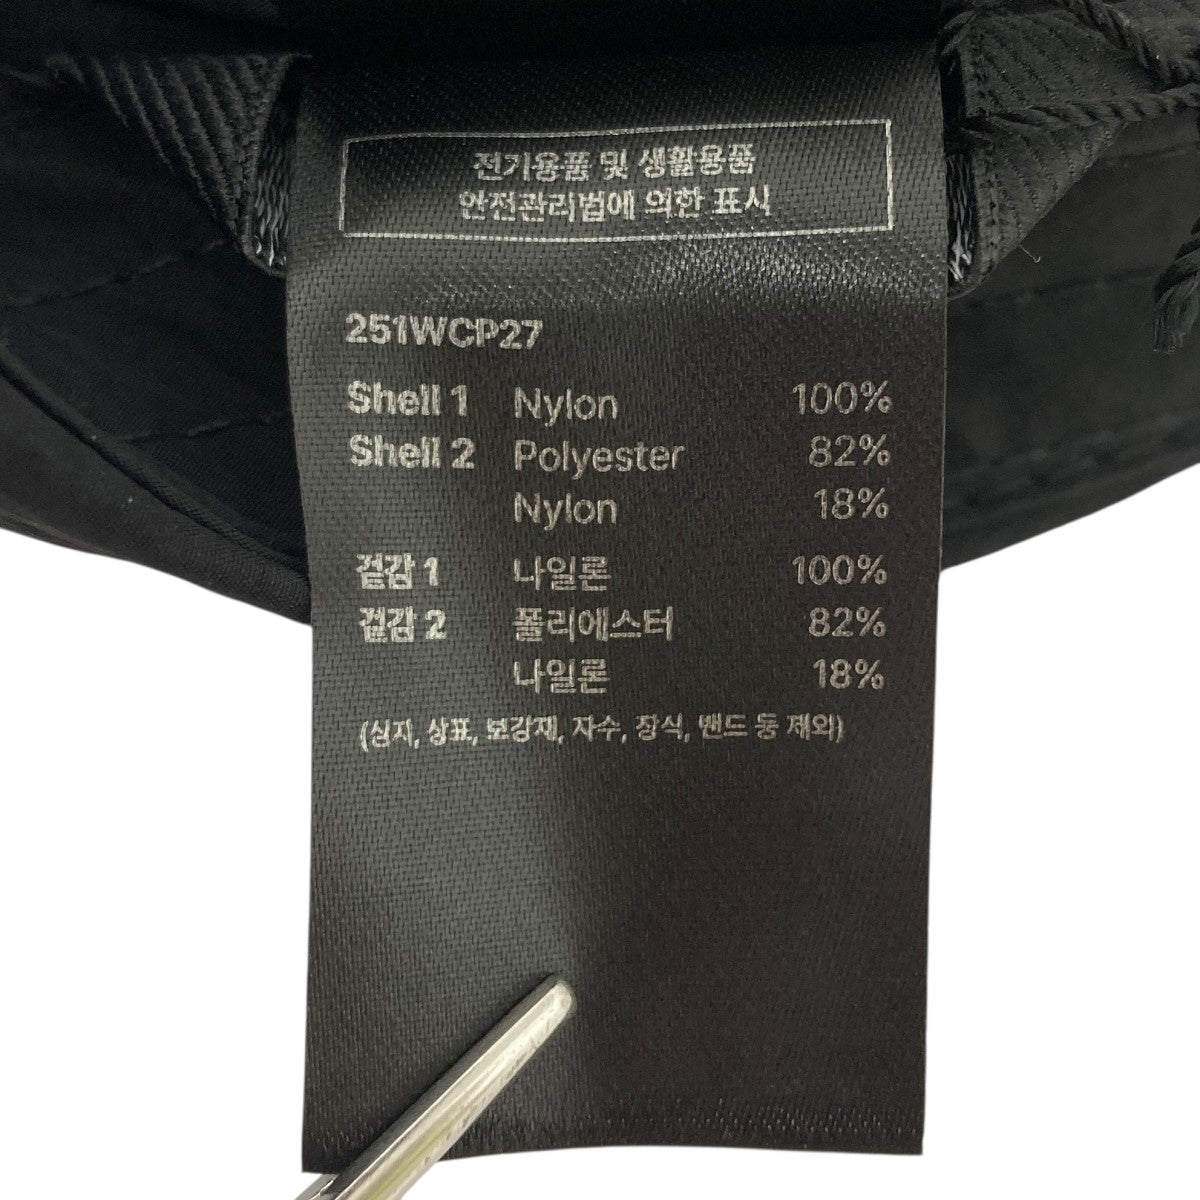 전기용품 및 생활용품
안전관리법에 의한 표시
251WCP27
Shell 1 Nylon 100%
Shell 2 Polyester 82%
Nylon 18%
겉감 1 나일론 100%
겉감 2 폴리에스터 82%
나일론 18%
(심지, 상표, 보강재, 자수, 장식, 밴드 등 제외)